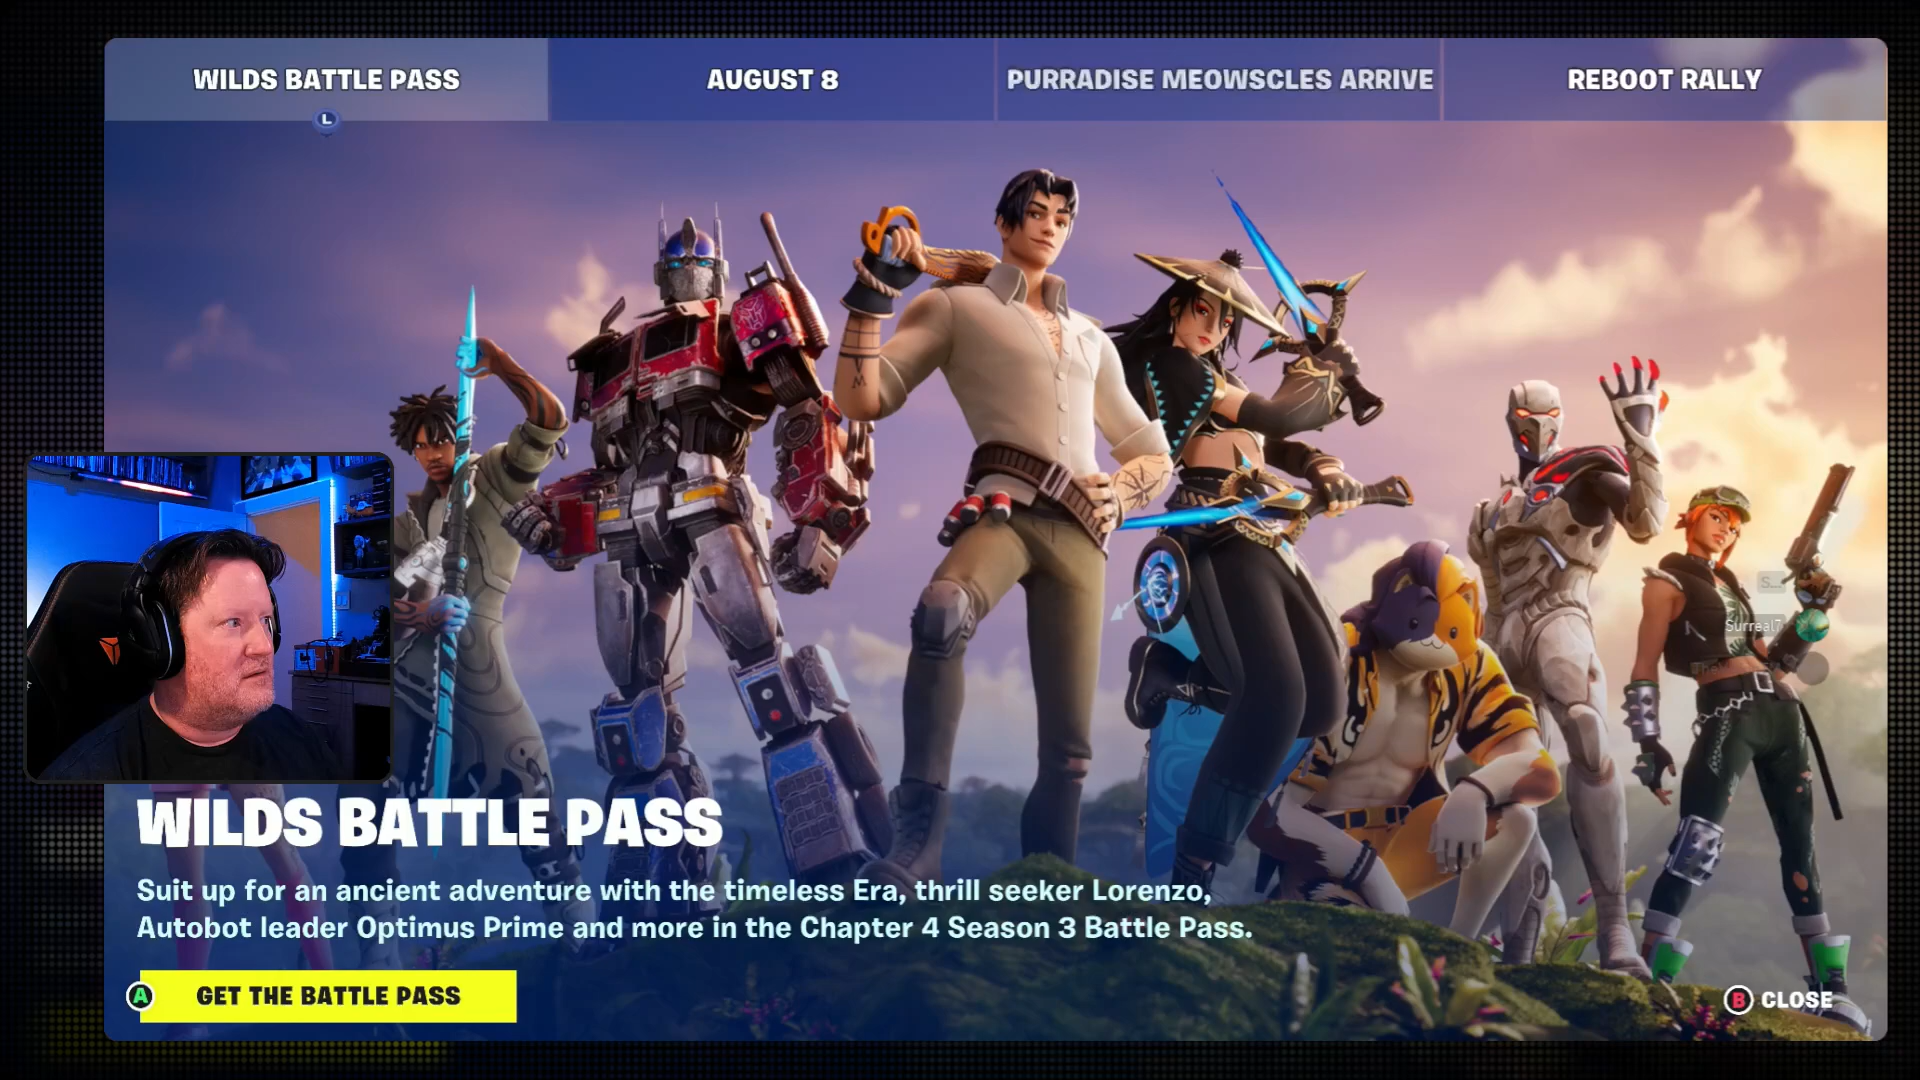 WILDS BATTLE PASS
AUGUST 8
PURRADISE MEOWSCLES ARRIVE
REBOOT RALLY
L
S...
Surreal7
WILDS BATTLE PASS
Suit up for an ancient adventure with the timeless Era, thrill seeker Lorenzo,
Autobot leader Optimus Prime and more in the Chapter 4 Season 3 Battle Pass.
A GET THE BATTLE PASS
B CLOSE